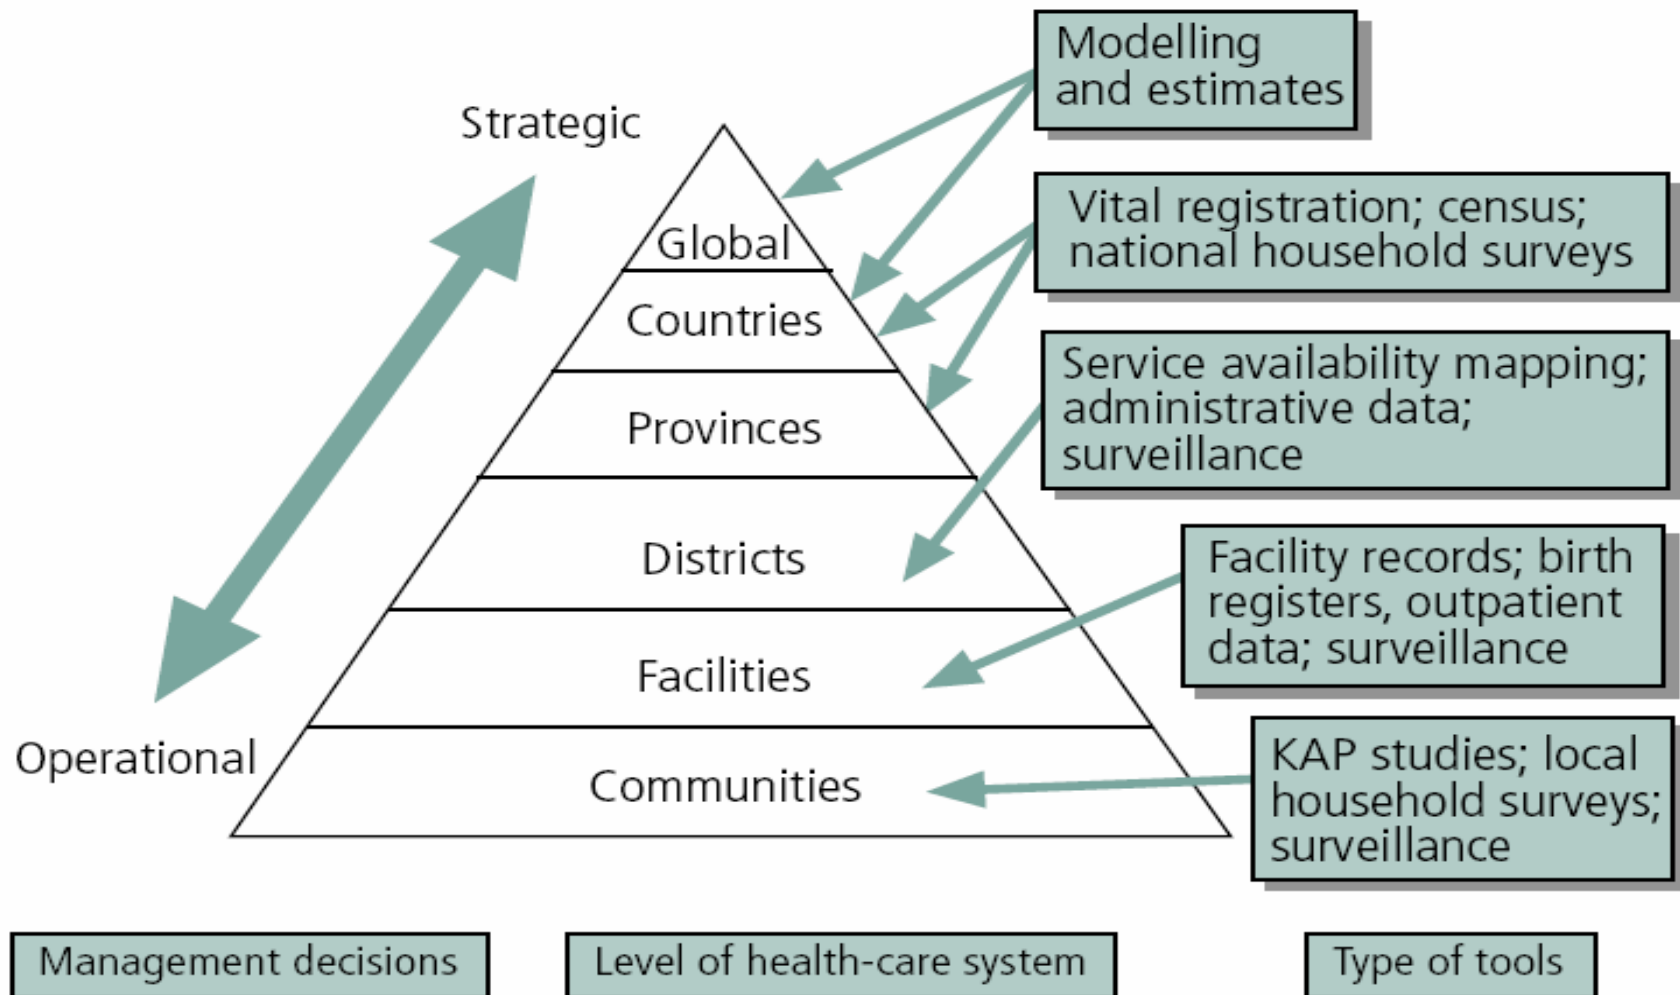 Modelling
and estimates
Strategic
Vital registration; census;
national household surveys
Global
Countries
Service availability mapping;
administrative data;
surveillance
Provinces
Districts
Facility records; birth
registers, outpatient
data; surveillance
Facilities
Operational
Communities
KAP studies; local
household surveys;
surveillance
Management decisions
Level of health-care system
Type of tools